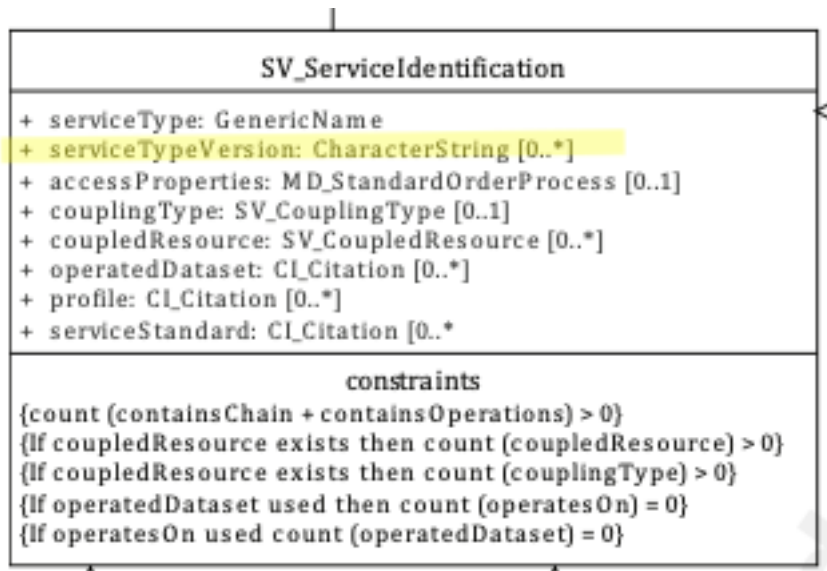 SV_ServiceIdentification
+ serviceType: GenericName
+ serviceTypeVersion: CharacterString [0..*]
+ accessProperties: MD_StandardOrderProcess [0..1]
+ couplingType: SV_CouplingType [0..1]
+ coupledResource: SV_CoupledResource [0..*]
+ operatedDataset: CI_Citation [0..*]
+ profile: CI_Citation [0..*]
+ serviceStandard: CI_Citation [0..*
constraints
{count (containsChain + containsOperations) > 0}
{If coupledResource exists then count (coupledResource) > 0}
{If coupledResource exists then count (couplingType) > 0}
{If operatedDataset used then count (operatesOn) = 0}
{If operatesOn used count (operatedDataset) = 0}